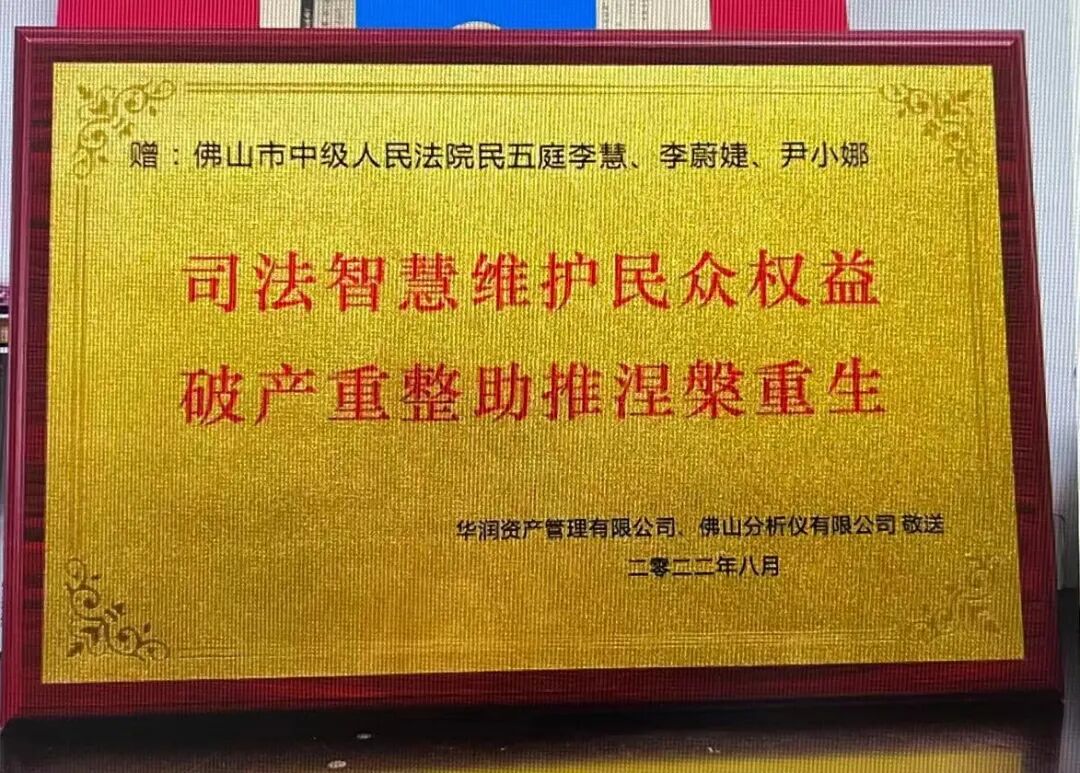 赠：佛山市中级人民法院民五庭李慧、李蔚婕、尹小娜
司法智慧维护民众权益
破产重整助推涅槃重生
华润资产管理有限公司、佛山分析仪有限公司 敬送
二零二二年八月